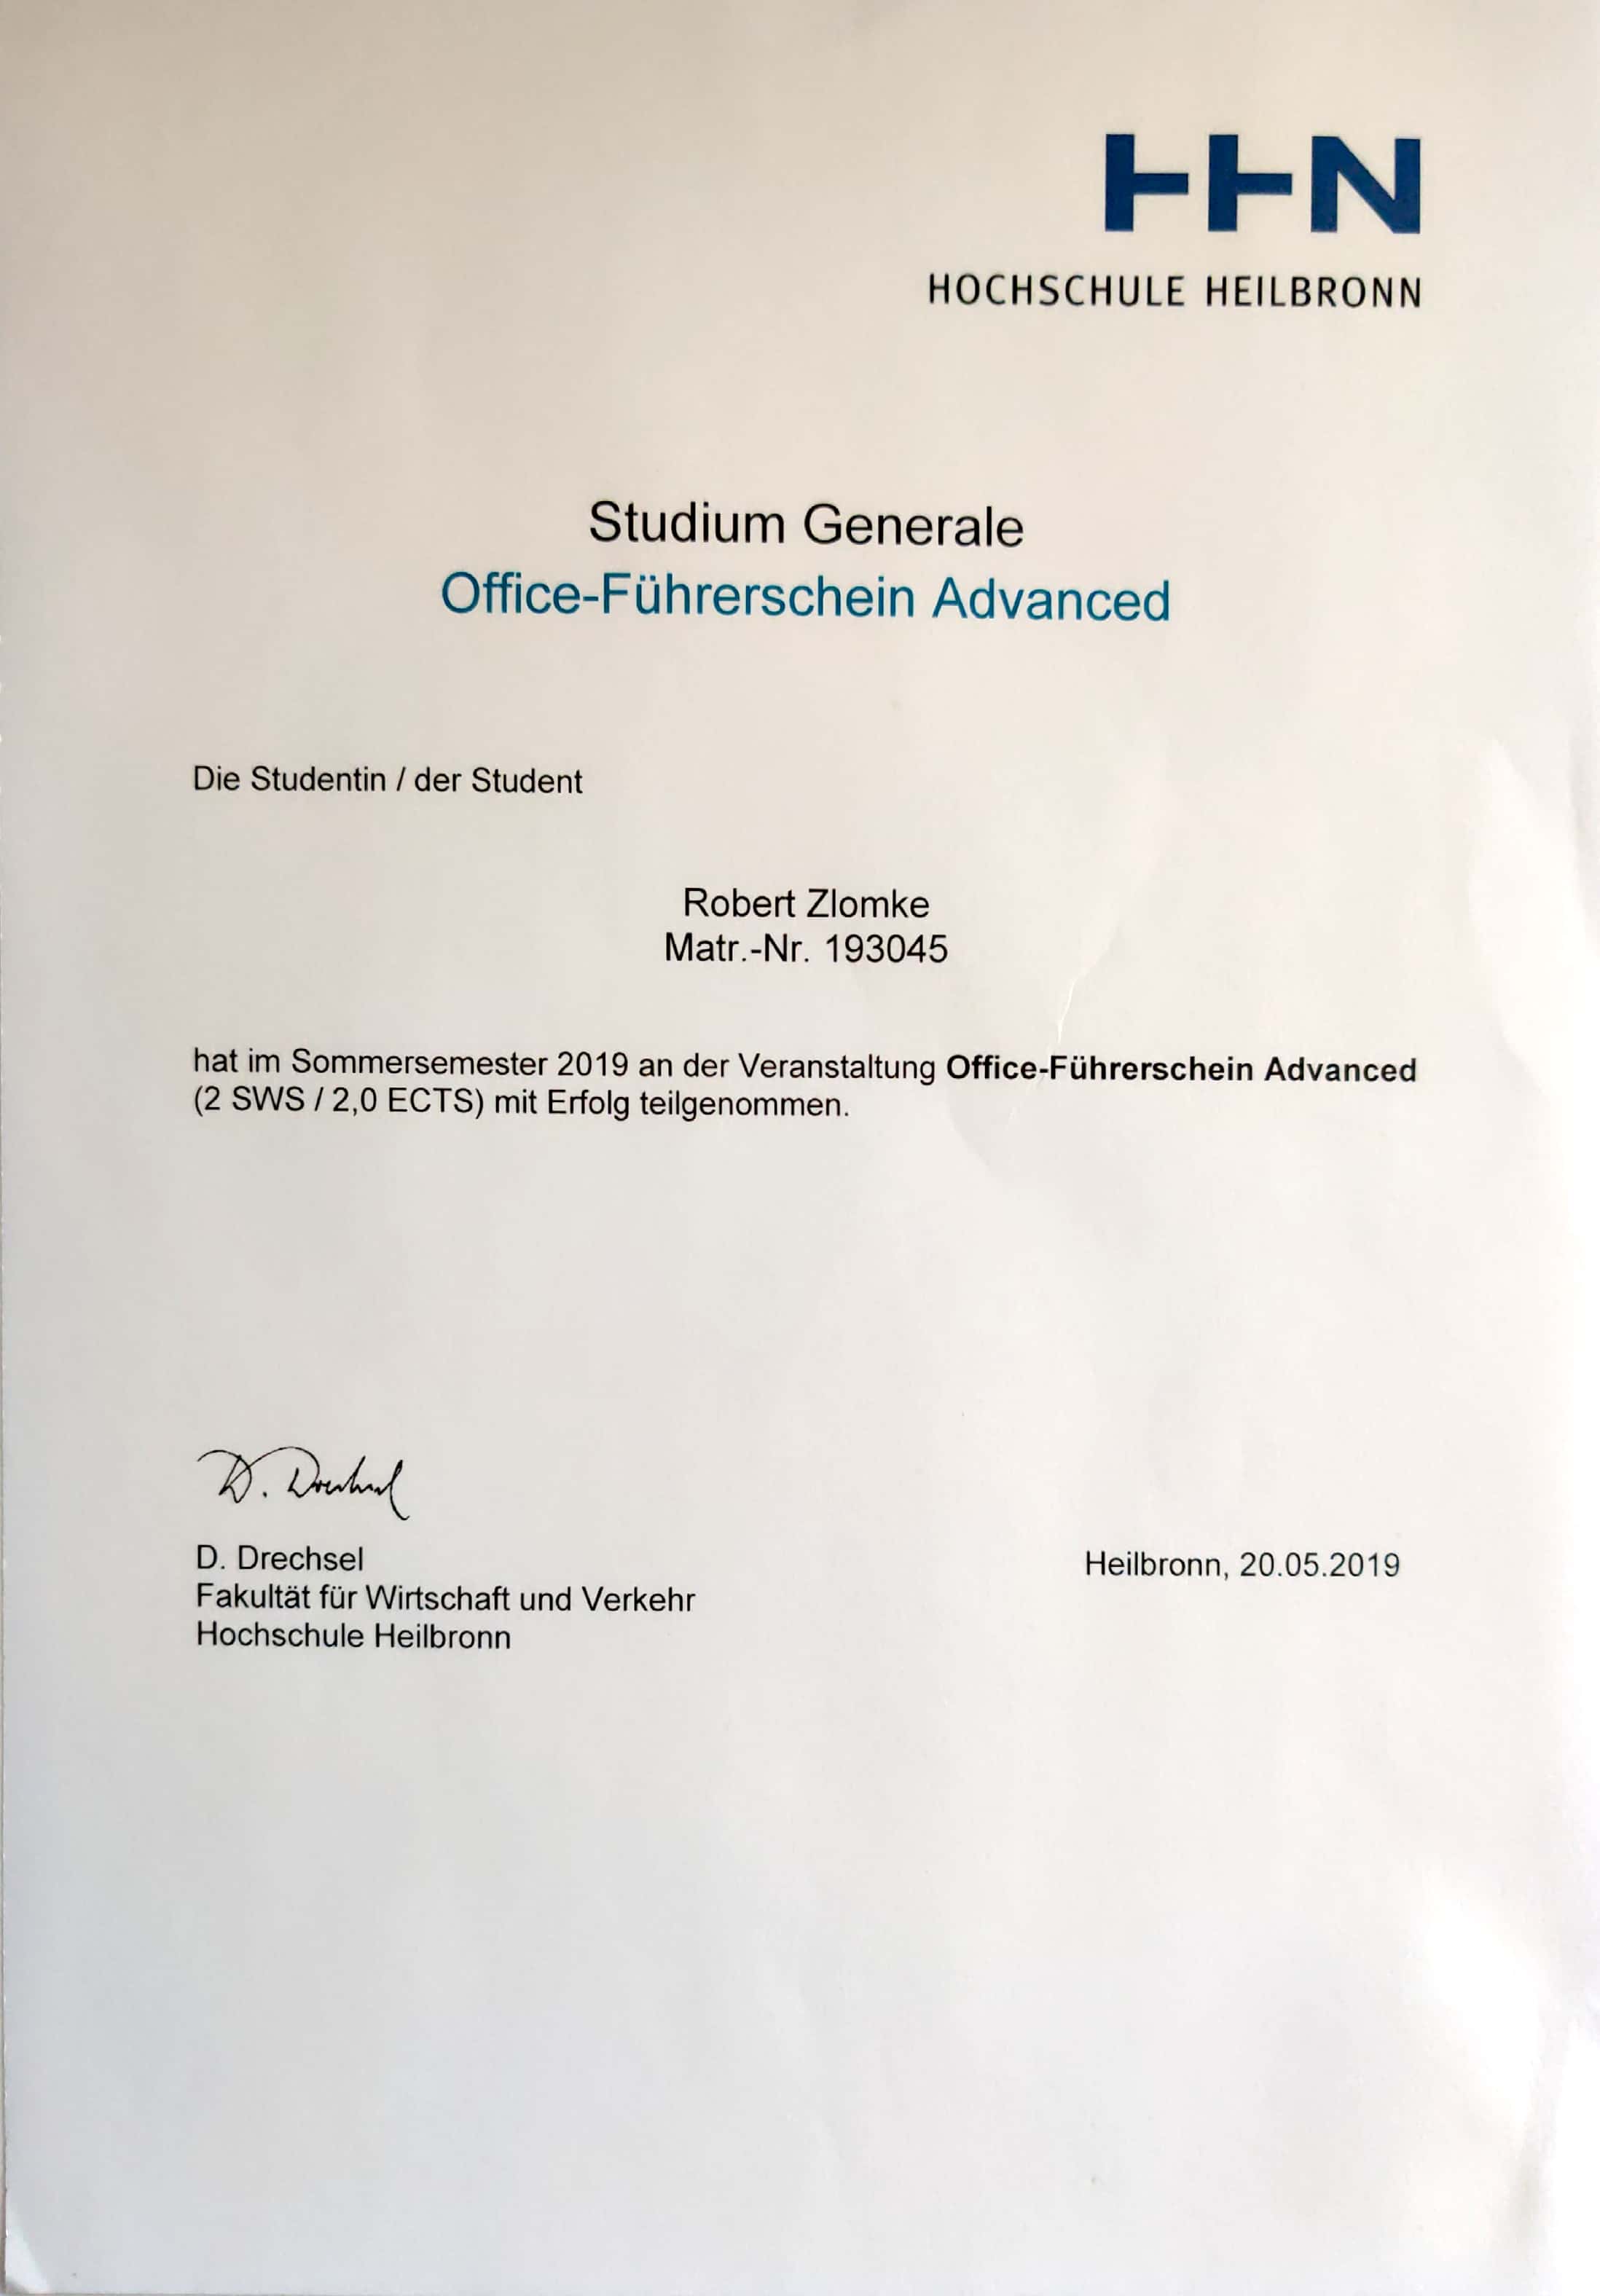 HHN
HOCHSCHULE HEILBRONN
Studium Generale
Office-Führerschein Advanced
Die Studentin / der Student
Robert Zlomke
Matr.-Nr. 193045
hat im Sommersemester 2019 an der Veranstaltung Office-Führerschein Advanced
(2 SWS / 2,0 ECTS) mit Erfolg teilgenommen.
D. Drechsel
D. Drechsel
Fakultät für Wirtschaft und Verkehr
Hochschule Heilbronn
Heilbronn, 20.05.2019